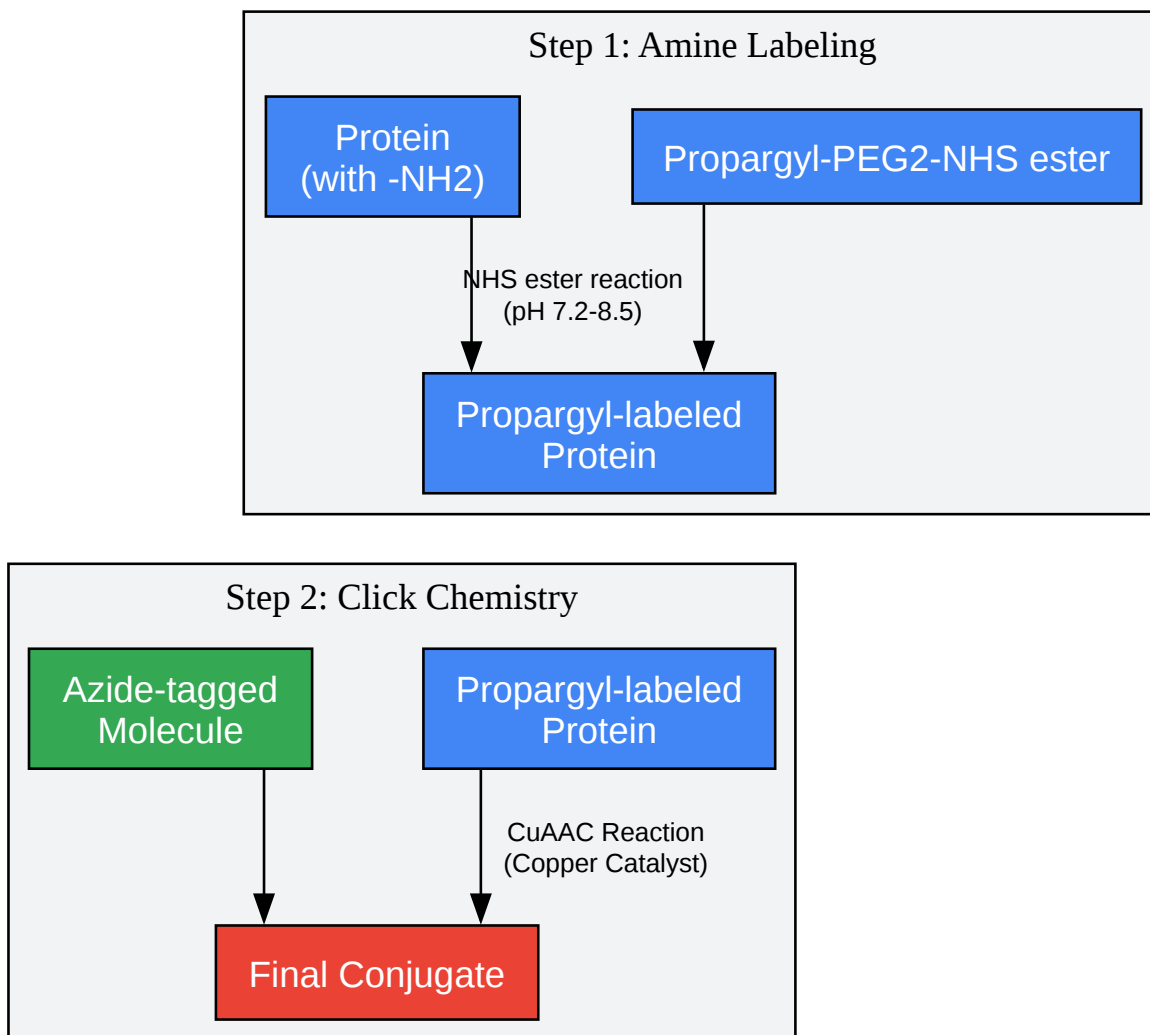 Step 1: Amine Labeling
Protein
(with -NH2)
Propargyl-PEG2-NHS ester
NHS ester reaction
(pH 7.2-8.5)
Propargyl-labeled
Protein
Step 2: Click Chemistry
Azide-tagged
Molecule
Propargyl-labeled
Protein
CuAAC Reaction
(Copper Catalyst)
Final Conjugate